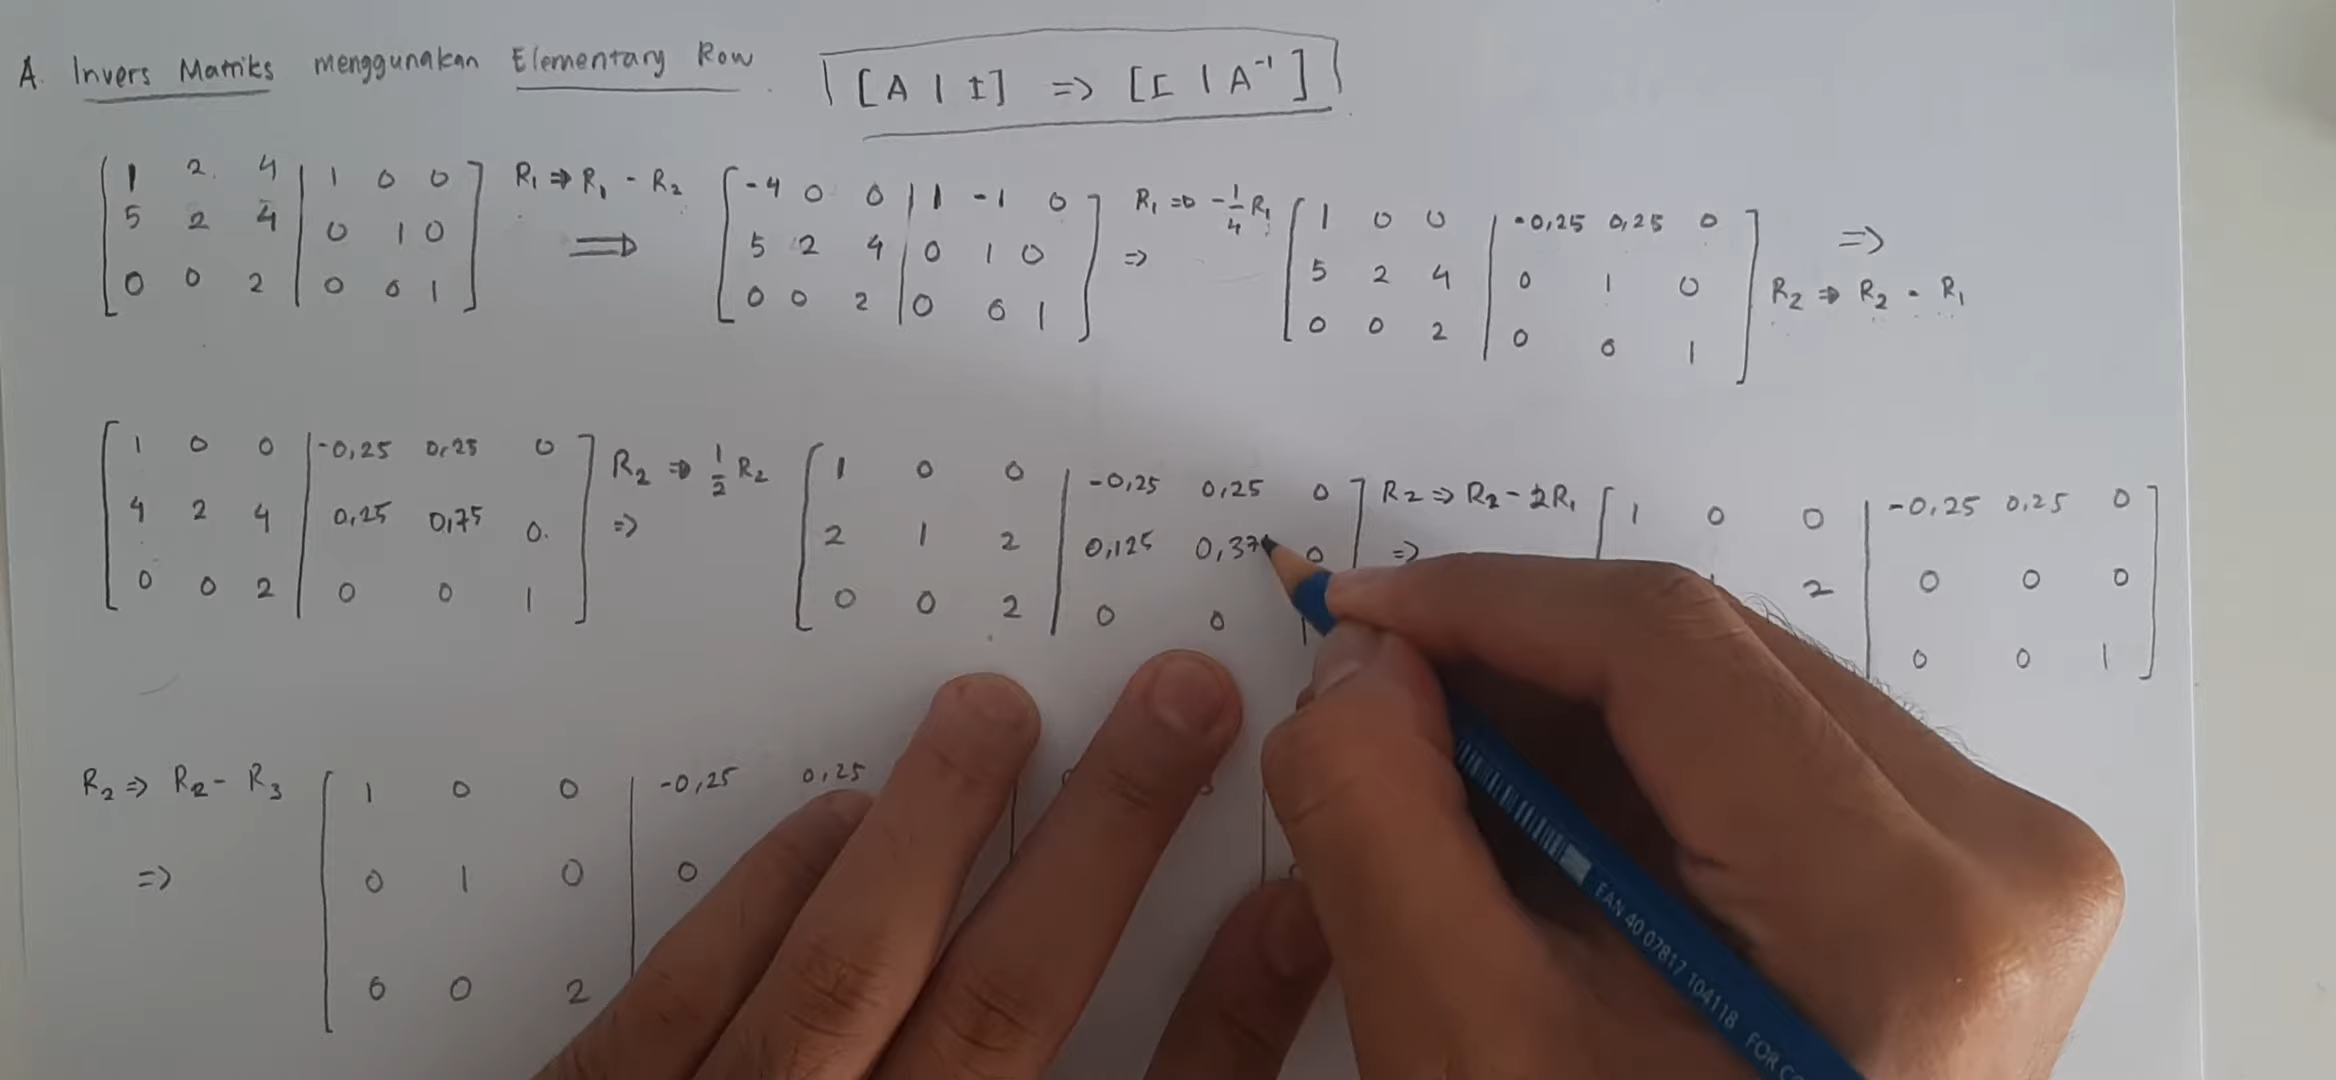 A. Invers Matriks menggunakan Elementary Row. [A | I] => [I | A⁻¹]
1 2 4 | 1 0 0
5 2 4 | 0 1 0
0 0 2 | 0 0 1
R₁ => R₁ - R₂
=>
-4 0 0 | 1 -1 0
5 2 4 | 0 1 0
0 0 2 | 0 0 1
R₁ => -1/4 R₁
=>
1 0 0 | -0,25 0,25 0
5 2 4 | 0 1 0
0 0 2 | 0 0 1
=>
R₂ => R₂ - R₁
1 0 0 | -0,25 0,25 0
4 2 4 | 0,25 0,75 0.
0 0 2 | 0 0 1
R₂ => 1/2 R₂
=>
1 0 0 | -0,25 0,25 0
2 1 2 | 0,125 0,37 0
0 0 2 | 0 0 1
R₂ => R₂ - 2R₁
=>
1 0 0 | -0,25 0,25 0
2 | 0 0 0
0 0 1
R₂ => R₂ - R₃
=>
1 0 0 | -0,25 0,25
0 1 0 | 0
0 0 2
EAN 40 07817 104118 FOR